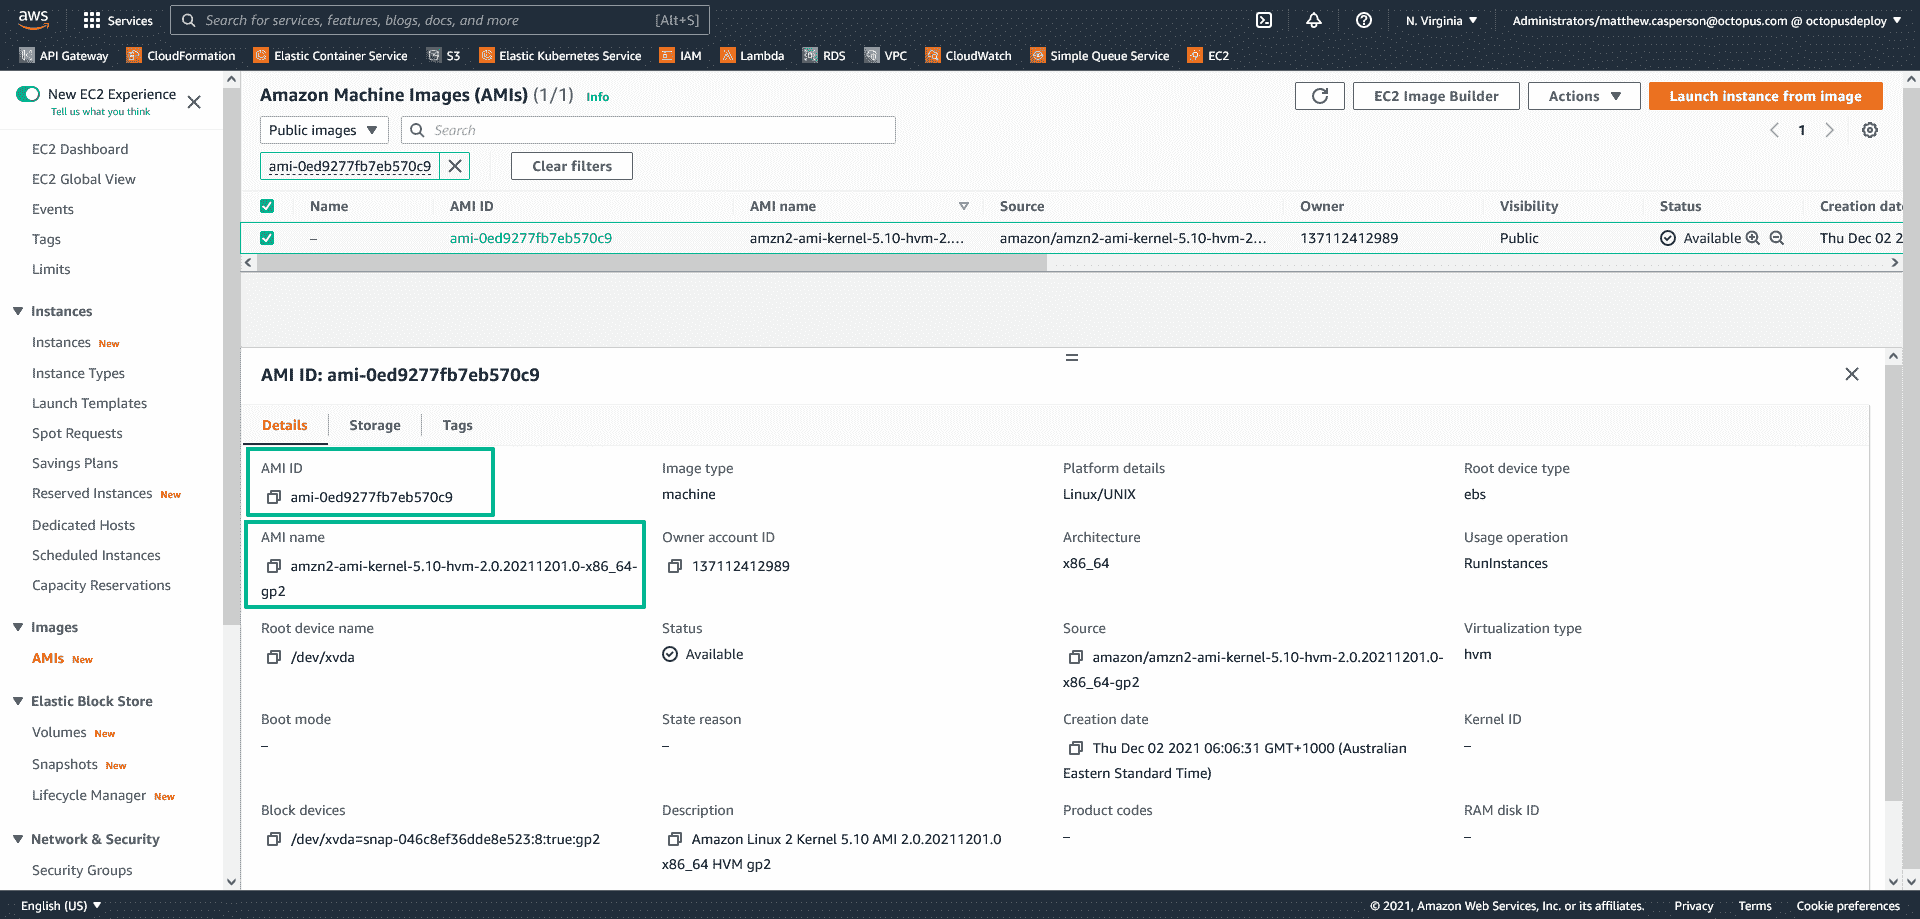 aws
Services
Search for services, features, blogs, docs, and more
[Alt+S]
N. Virginia ▼
Administrators/matthew.casperson@octopus.com @ octopusdeploy ▼
API Gateway
CloudFormation
Elastic Container Service
S3
Elastic Kubernetes Service
IAM
Lambda
RDS
VPC
CloudWatch
Simple Queue Service
EC2
New EC2 Experience
Tell us what you think
EC2 Dashboard
EC2 Global View
Events
Tags
Limits
Instances
Instances New
Instance Types
Launch Templates
Spot Requests
Savings Plans
Reserved Instances New
Dedicated Hosts
Scheduled Instances
Capacity Reservations
Images
AMIs New
Elastic Block Store
Volumes New
Snapshots New
Lifecycle Manager New
Network & Security
Security Groups
Amazon Machine Images (AMIs) (1/1) Info
EC2 Image Builder
Actions ▼
Launch instance from image
Public images ▼
Search
1
ami-0ed9277fb7eb570c9
Clear filters
Name
AMI ID
AMI name
Source
Owner
Visibility
Status
Creation date
–
ami-0ed9277fb7eb570c9
amzn2-ami-kernel-5.10-hvm-2....
amazon/amzn2-ami-kernel-5.10-hvm-2...
137112412989
Public
Available
Thu Dec 02 2
AMI ID: ami-0ed9277fb7eb570c9
Details
Storage
Tags
AMI ID
ami-0ed9277fb7eb570c9
Image type
machine
Platform details
Linux/UNIX
Root device type
ebs
AMI name
amzn2-ami-kernel-5.10-hvm-2.0.20211201.0-x86_64-
gp2
Owner account ID
137112412989
Architecture
x86_64
Usage operation
RunInstances
Root device name
/dev/xvda
Status
Available
Source
amazon/amzn2-ami-kernel-5.10-hvm-2.0.20211201.0-
x86_64-gp2
Virtualization type
hvm
Boot mode
–
State reason
–
Creation date
Thu Dec 02 2021 06:06:31 GMT+1000 (Australian
Eastern Standard Time)
Kernel ID
–
Block devices
/dev/xvda=snap-046c8ef36dde8e523:8:true:gp2
Description
Amazon Linux 2 Kernel 5.10 AMI 2.0.20211201.0
x86_64 HVM gp2
Product codes
–
RAM disk ID
–
English (US) ▼
© 2021, Amazon Web Services, Inc. or its affiliates.
Privacy
Terms
Cookie preferences